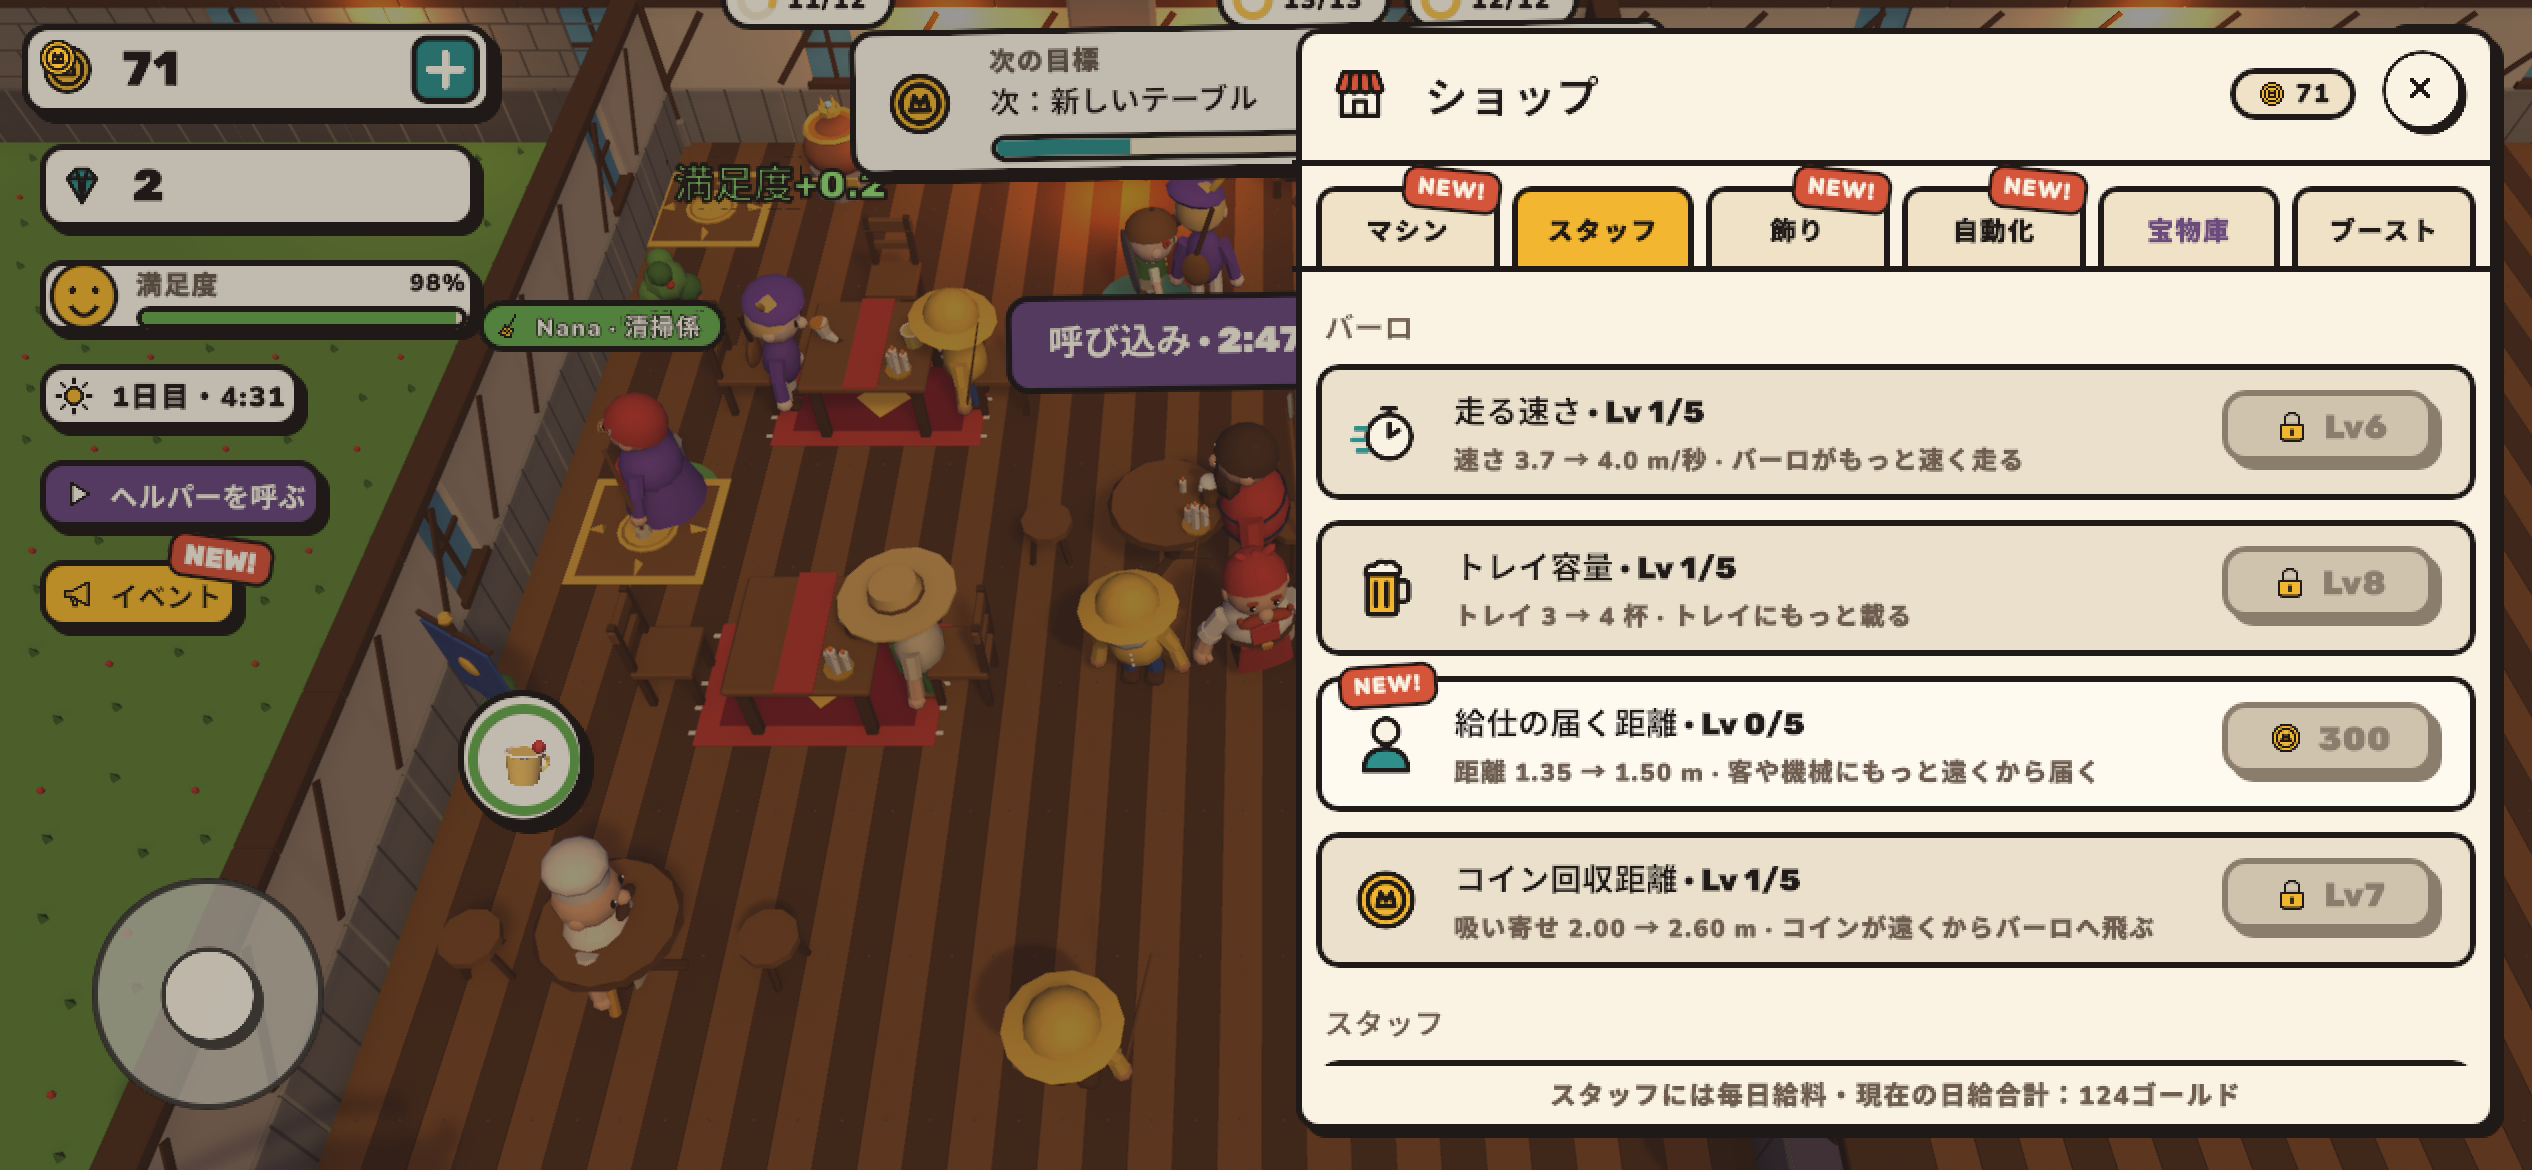 11/12
13/13
12/12
71
次の目標
次：新しいテーブル
2
満足度+0.2
満足度
98%
Nana・清掃係
呼び込み・2:47
1日目・4:31
ヘルパーを呼ぶ
NEW!
イベント
ショップ
71
×
NEW!
NEW!
NEW!
マシン
スタッフ
飾り
自動化
宝物庫
ブースト
バーロ
走る速さ・Lv 1/5
速さ 3.7 → 4.0 m/秒・バーロがもっと速く走る
Lv6
トレイ容量・Lv 1/5
トレイ 3 → 4 杯・トレイにもっと載る
Lv8
NEW!
給仕の届く距離・Lv 0/5
距離 1.35 → 1.50 m・客や機械にもっと遠くから届く
300
コイン回収距離・Lv 1/5
吸い寄せ 2.00 → 2.60 m・コインが遠くからバーロへ飛ぶ
Lv7
スタッフ
スタッフには毎日給料・現在の日給合計：124ゴールド